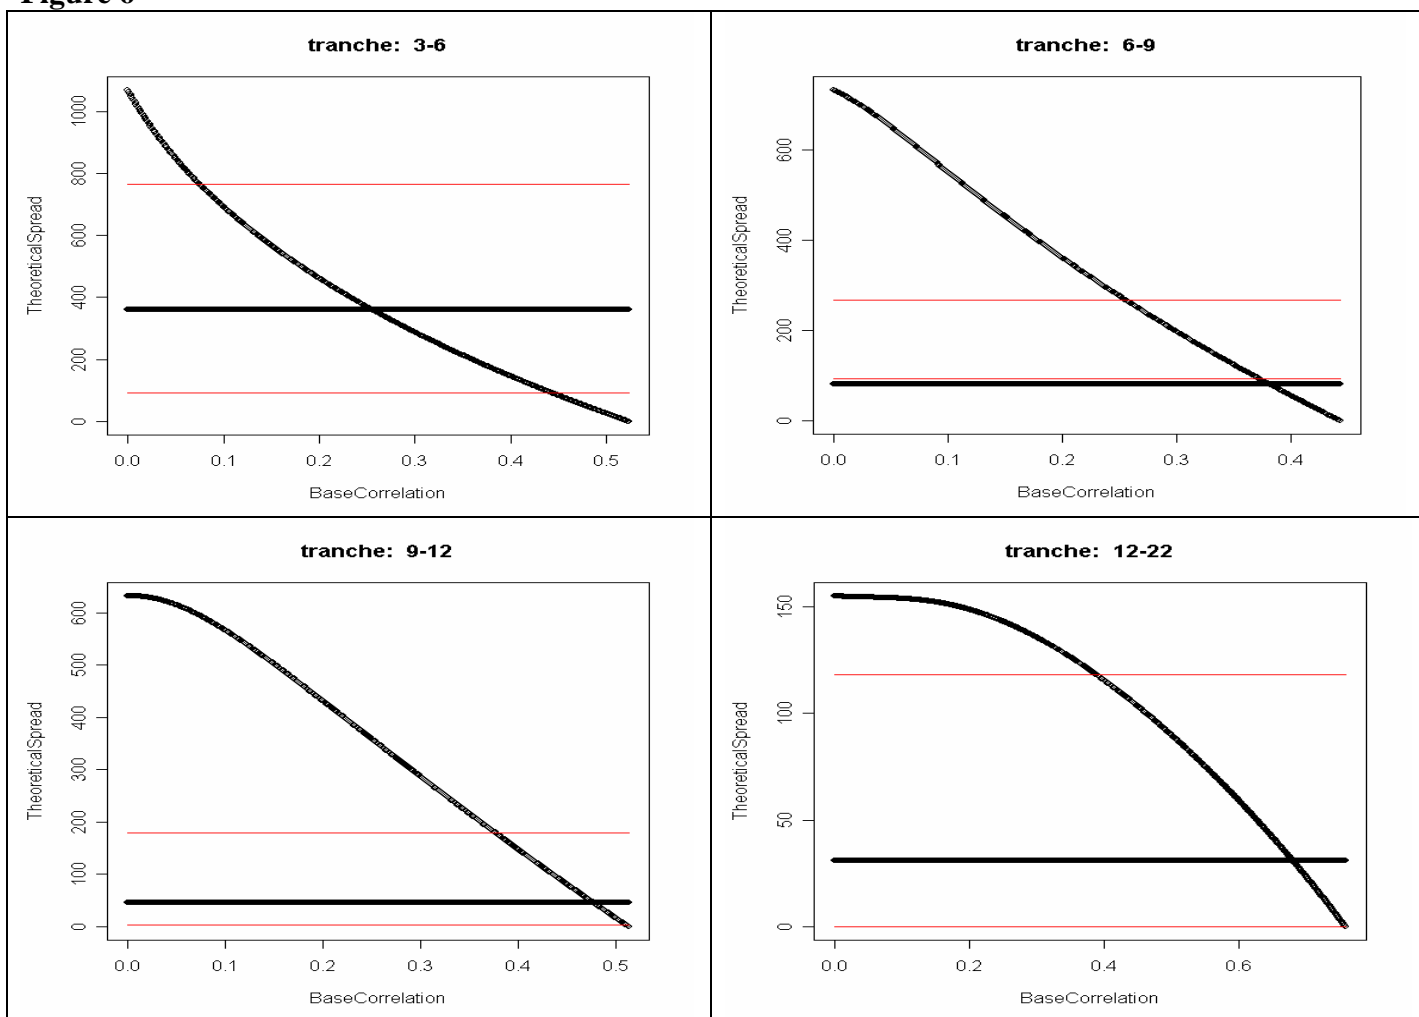 Figure 6
tranche: 3-6
TheoreticalSpread
0 200 400 600 800 1000
0.0 0.1 0.2 0.3 0.4 0.5
BaseCorrelation
tranche: 6-9
TheoreticalSpread
0 200 400 600
0.0 0.1 0.2 0.3 0.4
BaseCorrelation
tranche: 9-12
TheoreticalSpread
0 100 200 300 400 500 600
0.0 0.1 0.2 0.3 0.4 0.5
BaseCorrelation
tranche: 12-22
TheoreticalSpread
0 50 100 150
0.0 0.2 0.4 0.6
BaseCorrelation